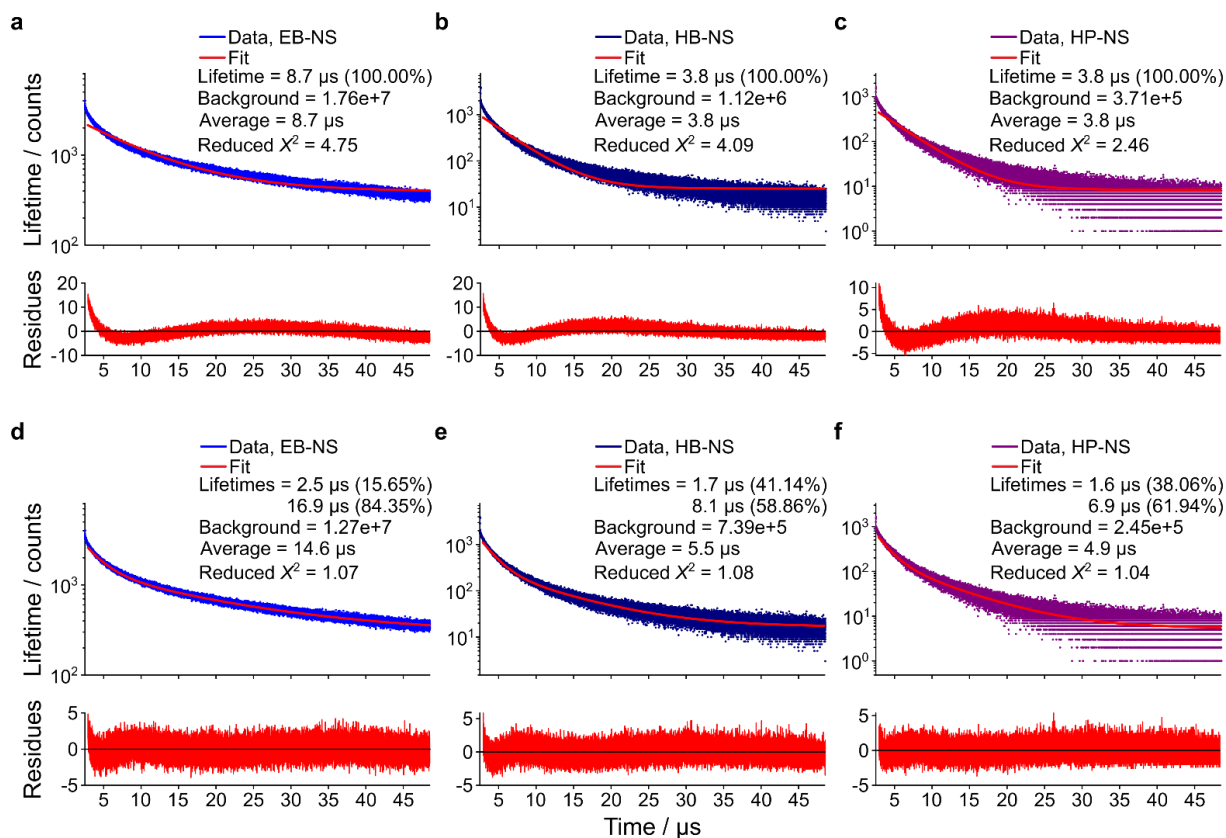 a
Data, EB-NS
Fit
Lifetime = 8.7 µs (100.00%)
Background = 1.76e+7
Average = 8.7 µs
Reduced X² = 4.75
Lifetime / counts
10³
10²
Residues
20
10
0
-10
5 10 15 20 25 30 35 40 45
b
Data, HB-NS
Fit
Lifetime = 3.8 µs (100.00%)
Background = 1.12e+6
Average = 3.8 µs
Reduced X² = 4.09
10³
10²
10¹
20
10
0
-10
5 10 15 20 25 30 35 40 45
c
Data, HP-NS
Fit
Lifetime = 3.8 µs (100.00%)
Background = 3.71e+5
Average = 3.8 µs
Reduced X² = 2.46
10³
10²
10¹
10⁰
10
5
0
-5
5 10 15 20 25 30 35 40 45
d
Data, EB-NS
Fit
Lifetimes = 2.5 µs (15.65%)
16.9 µs (84.35%)
Background = 1.27e+7
Average = 14.6 µs
Reduced X² = 1.07
Lifetime / counts
10³
10²
Residues
5
0
-5
5 10 15 20 25 30 35 40 45
e
Data, HB-NS
Fit
Lifetimes = 1.7 µs (41.14%)
8.1 µs (58.86%)
Background = 7.39e+5
Average = 5.5 µs
Reduced X² = 1.08
10³
10²
10¹
5
0
-5
5 10 15 20 25 30 35 40 45
Time / µs
f
Data, HP-NS
Fit
Lifetimes = 1.6 µs (38.06%)
6.9 µs (61.94%)
Background = 2.45e+5
Average = 4.9 µs
Reduced X² = 1.04
10³
10²
10¹
10⁰
5
0
-5
5 10 15 20 25 30 35 40 45